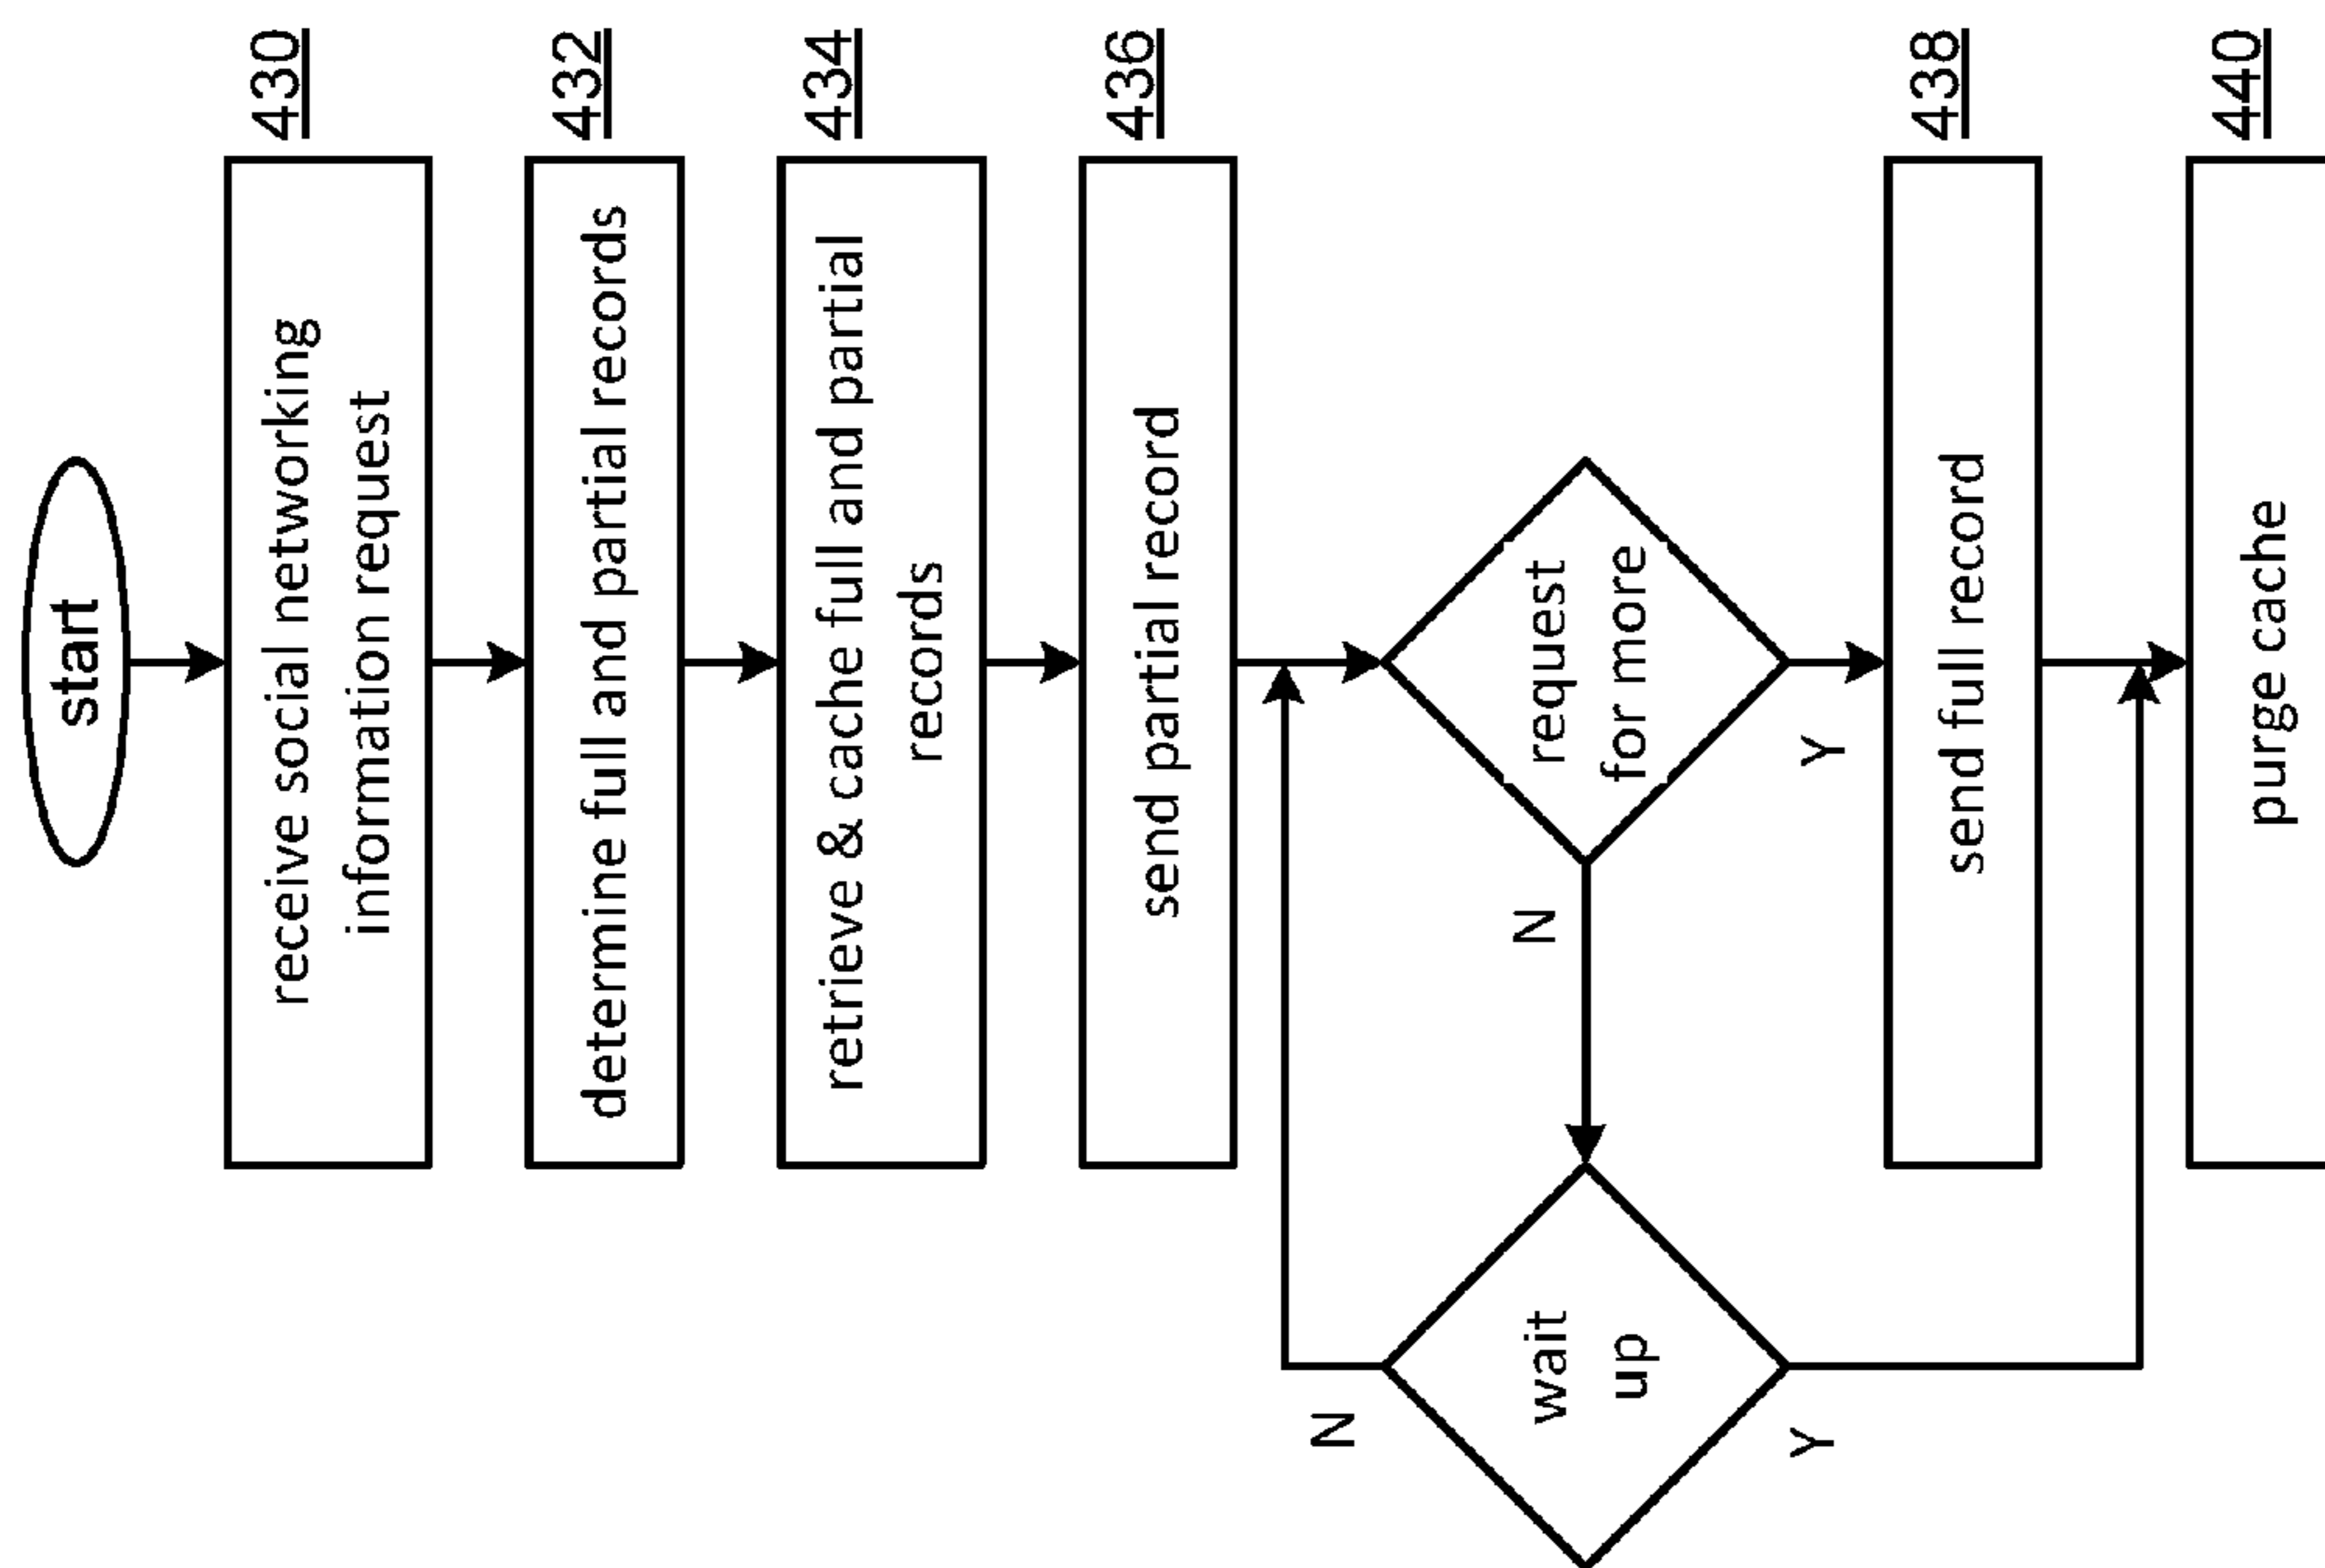 start
430
receive social networking
information request
432
determine full and partial records
434
retrieve & cache full and partial
records
436
send partial record
request
for more
N
Y
wait
up
N
Y
438
send full record
440
purge cache